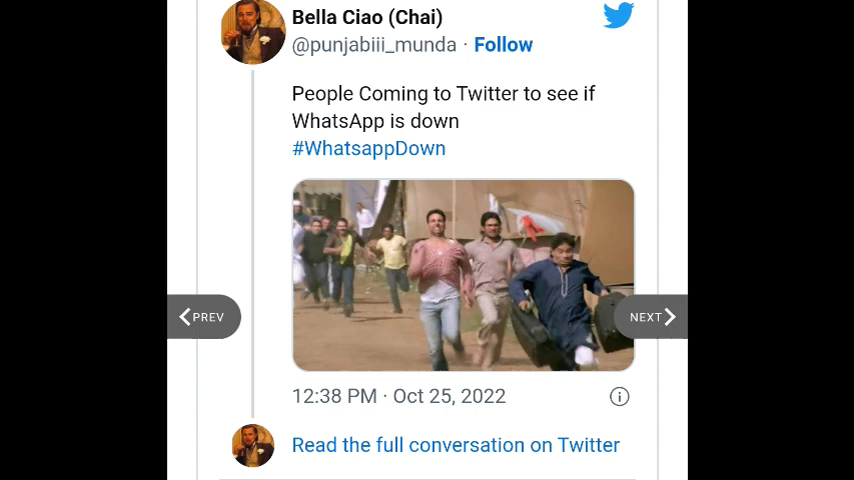 Bella Ciao (Chai)
@punjabiii_munda · Follow
People Coming to Twitter to see if
WhatsApp is down
#WhatsappDown
PREV
NEXT
12:38 PM · Oct 25, 2022
Read the full conversation on Twitter